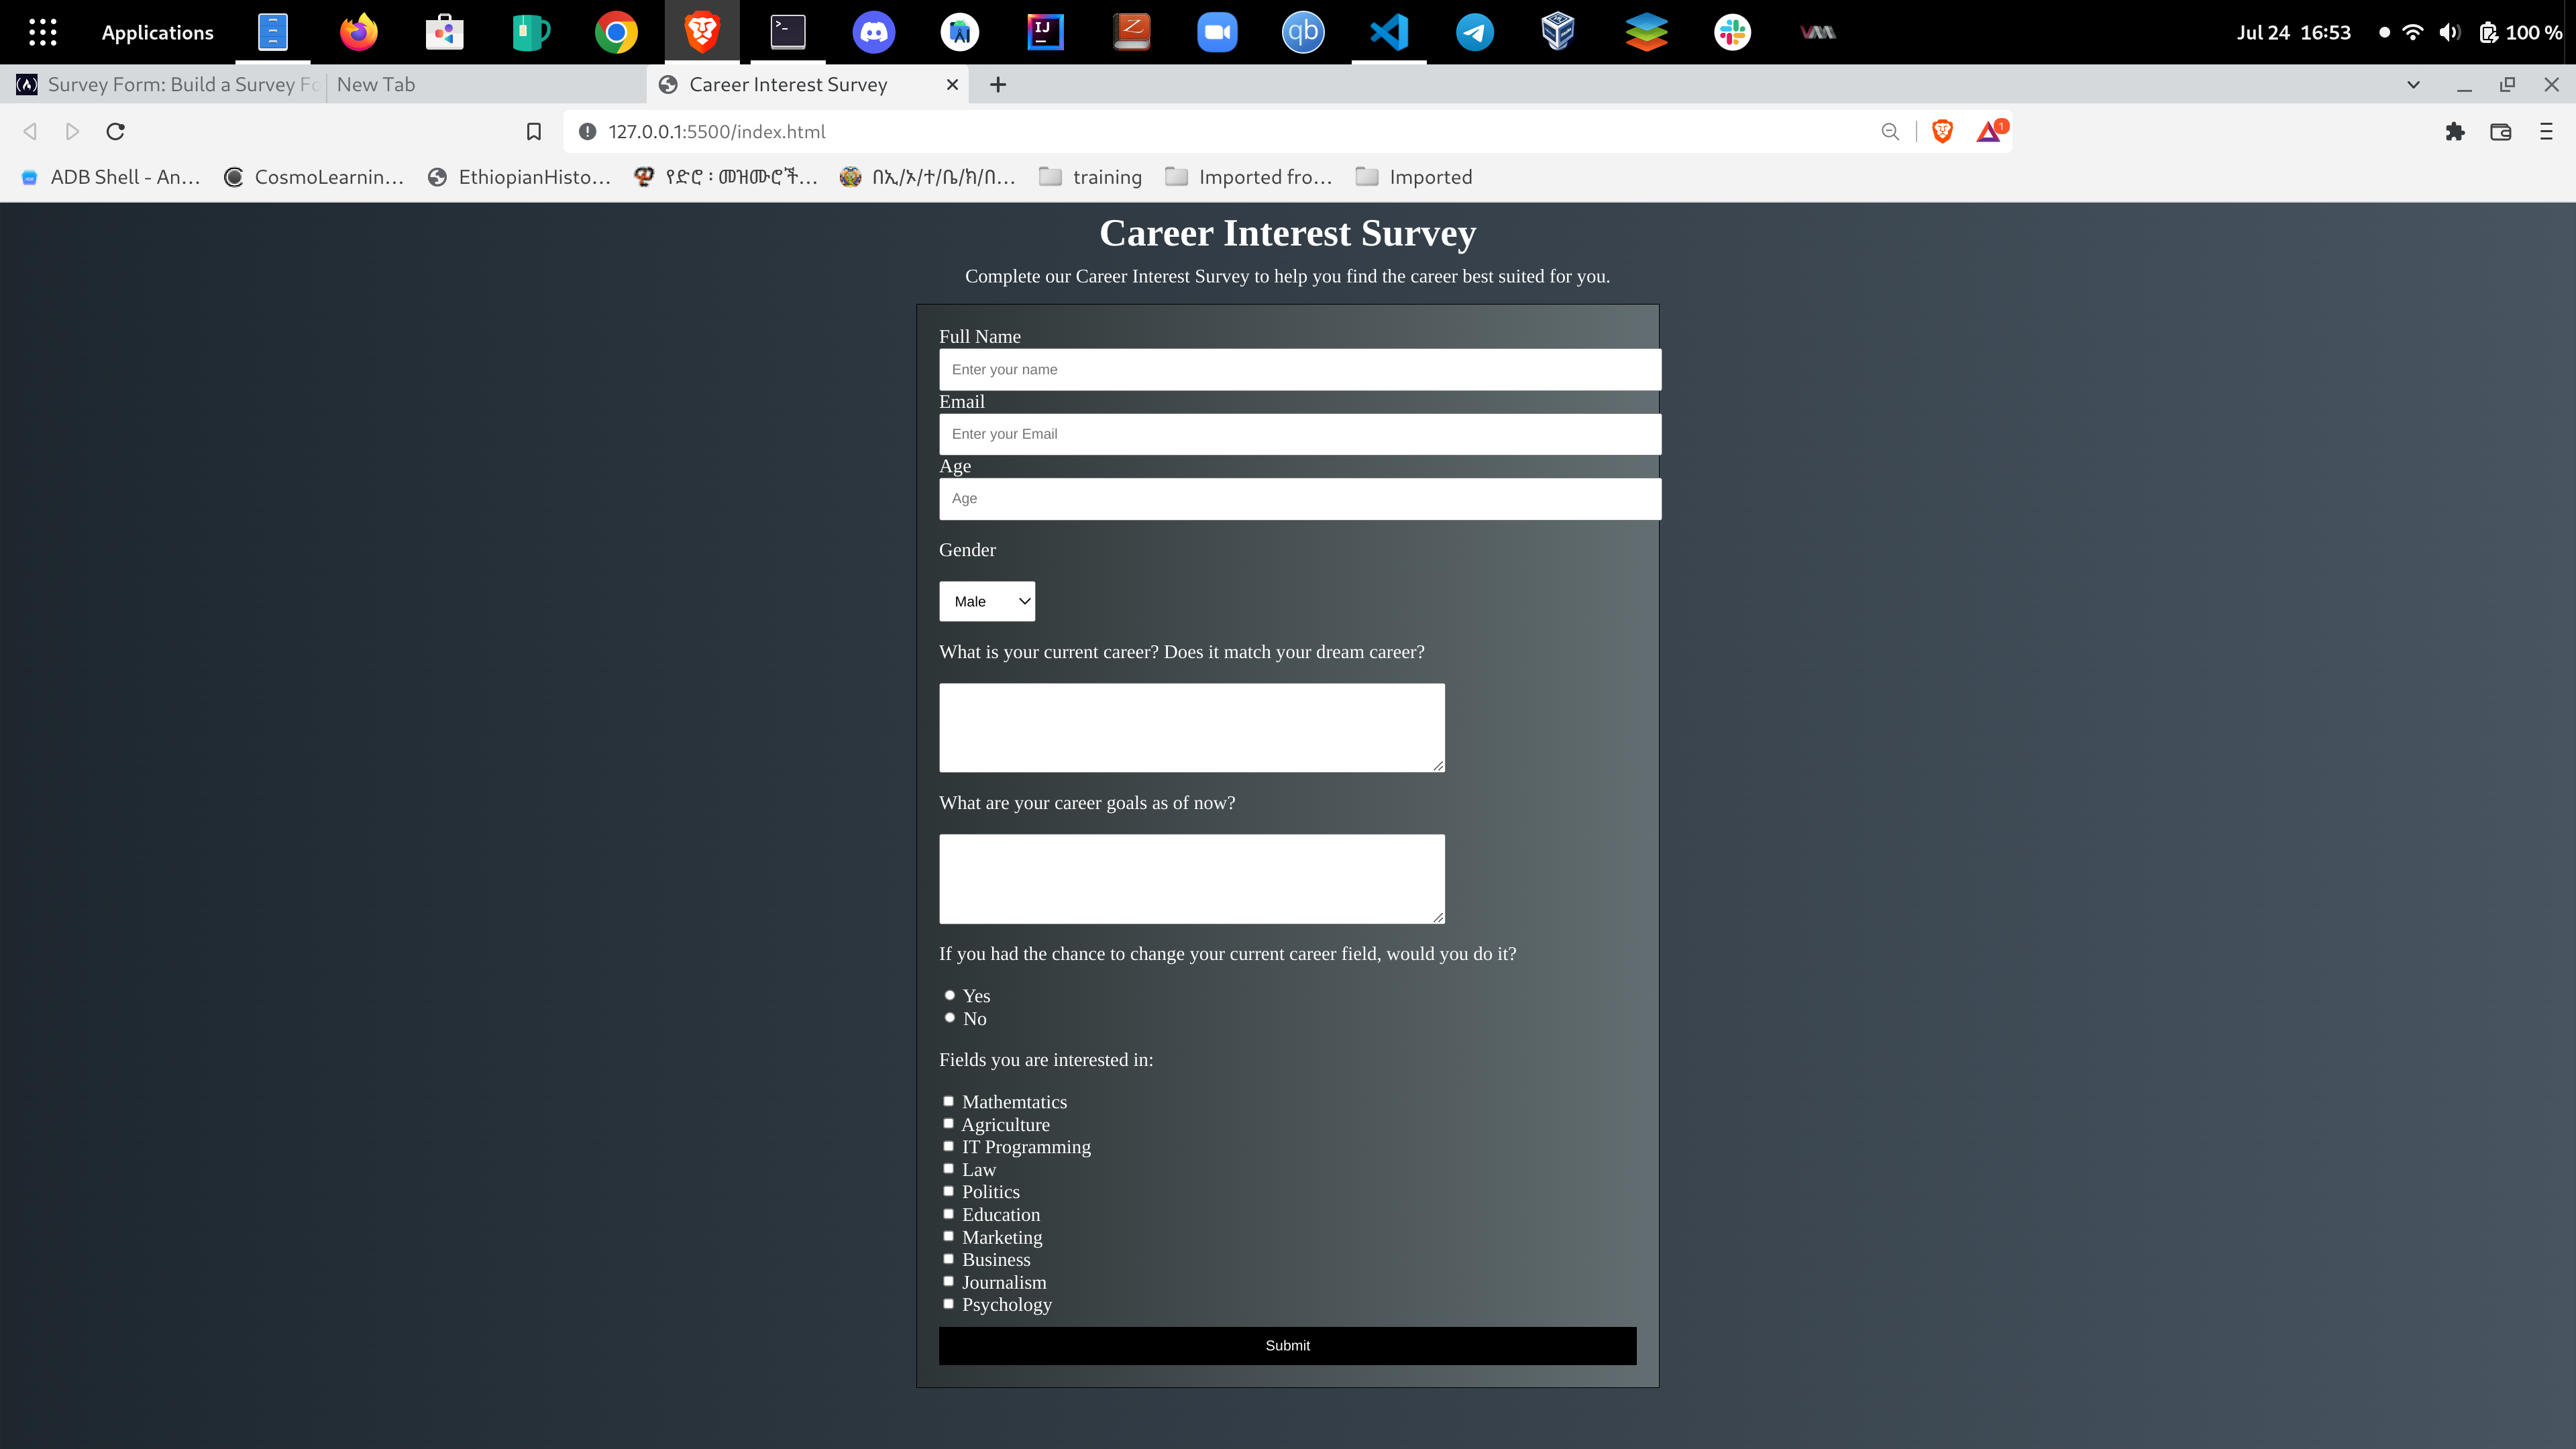 Applications
>_
IJ
Z
qb
Jul 24 16:53
100 %
Survey Form: Build a Survey Fo
New Tab
Career Interest Survey
127.0.0.1:5500/index.html
1
ADB Shell - An...
CosmoLearnin...
EthiopianHisto...
የድሮ ፡ መዝሙሮች...
በኢ/ኦ/ተ/ቤ/ክ/በ...
training
Imported fro...
Imported
Career Interest Survey
Complete our Career Interest Survey to help you find the career best suited for you.
Full Name
Enter your name
Email
Enter your Email
Age
Age
Gender
Male
What is your current career? Does it match your dream career?
What are your career goals as of now?
If you had the chance to change your current career field, would you do it?
Yes
No
Fields you are interested in:
Mathemtatics
Agriculture
IT Programming
Law
Politics
Education
Marketing
Business
Journalism
Psychology
Submit